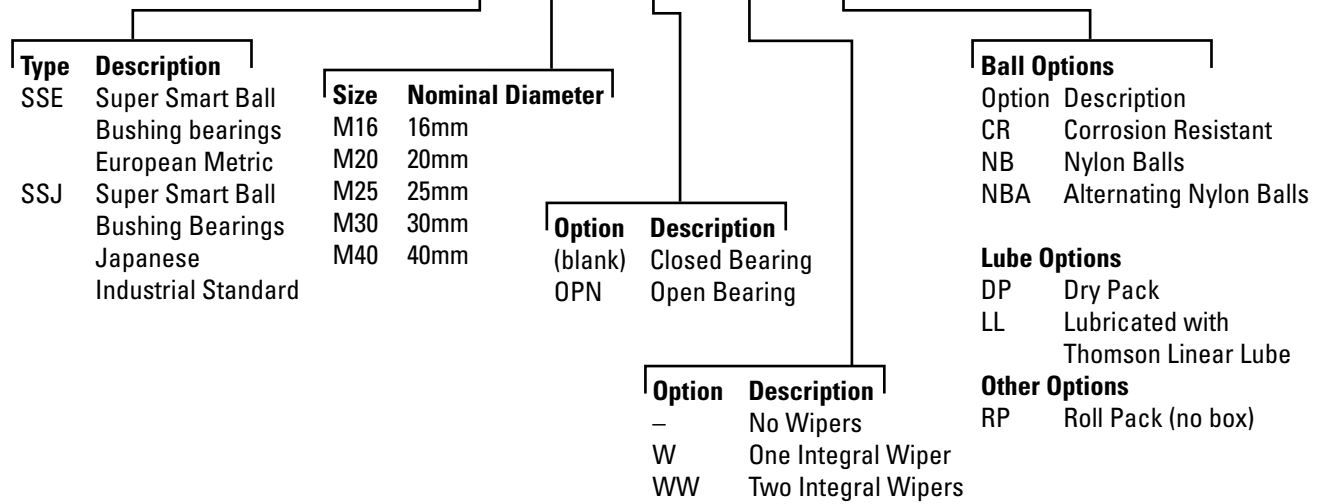 Type Description
SSE Super Smart Ball
Bushing bearings
European Metric
SSJ Super Smart Ball
Bushing Bearings
Japanese
Industrial Standard
Size Nominal Diameter
M16 16mm
M20 20mm
M25 25mm
M30 30mm
M40 40mm
Option Description
(blank) Closed Bearing
OPN Open Bearing
Option Description
– No Wipers
W One Integral Wiper
WW Two Integral Wipers
Ball Options
Option Description
CR Corrosion Resistant
NB Nylon Balls
NBA Alternating Nylon Balls
Lube Options
DP Dry Pack
LL Lubricated with
Thomson Linear Lube
Other Options
RP Roll Pack (no box)